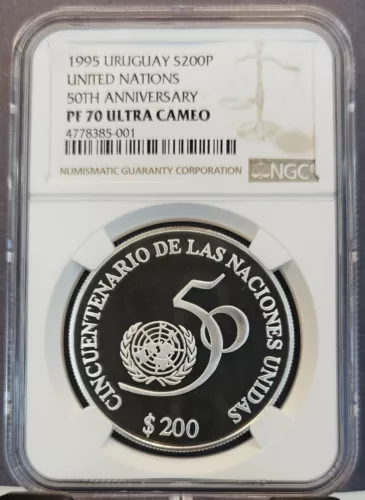 1995 URUGUAY S200P
UNITED NATIONS
50TH ANNIVERSARY
PF 70 ULTRA CAMEO
4778385-001
NUMISMATIC GUARANTY CORPORATION
NGC
CINCUENTENARIO DE LAS NACIONES UNIDAS
50
$200